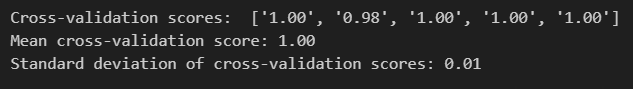 Cross-validation scores:  ['1.00', '0.98', '1.00', '1.00', '1.00']
Mean cross-validation score: 1.00
Standard deviation of cross-validation scores: 0.01